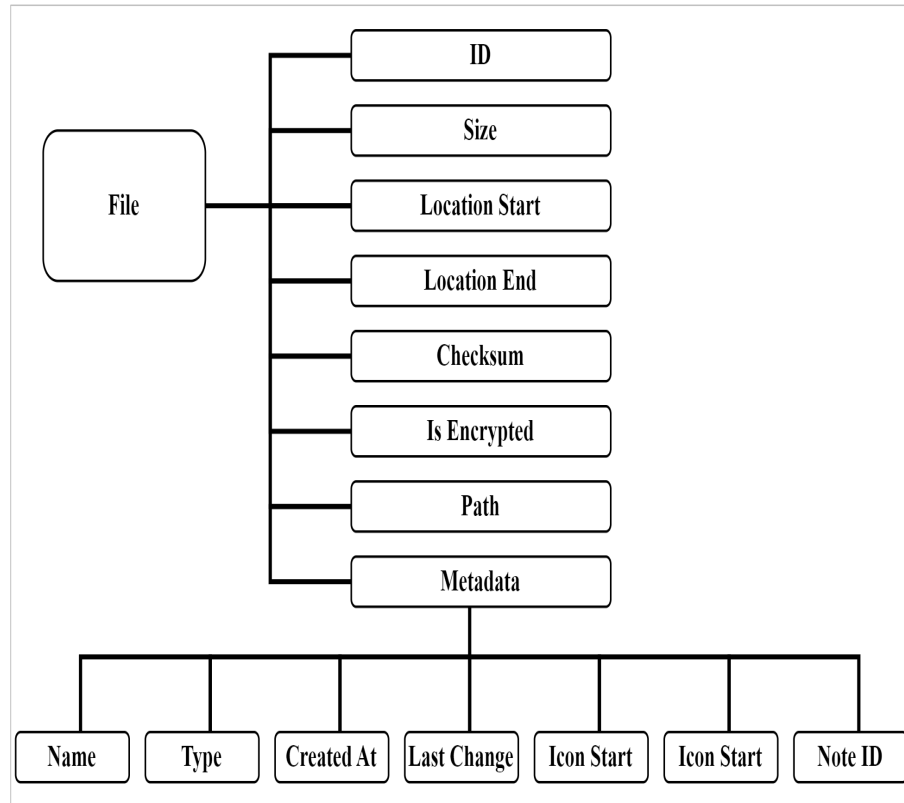 File
ID
Size
Location Start
Location End
Checksum
Is Encrypted
Path
Metadata
Name
Type
Created At
Last Change
Icon Start
Icon Start
Note ID